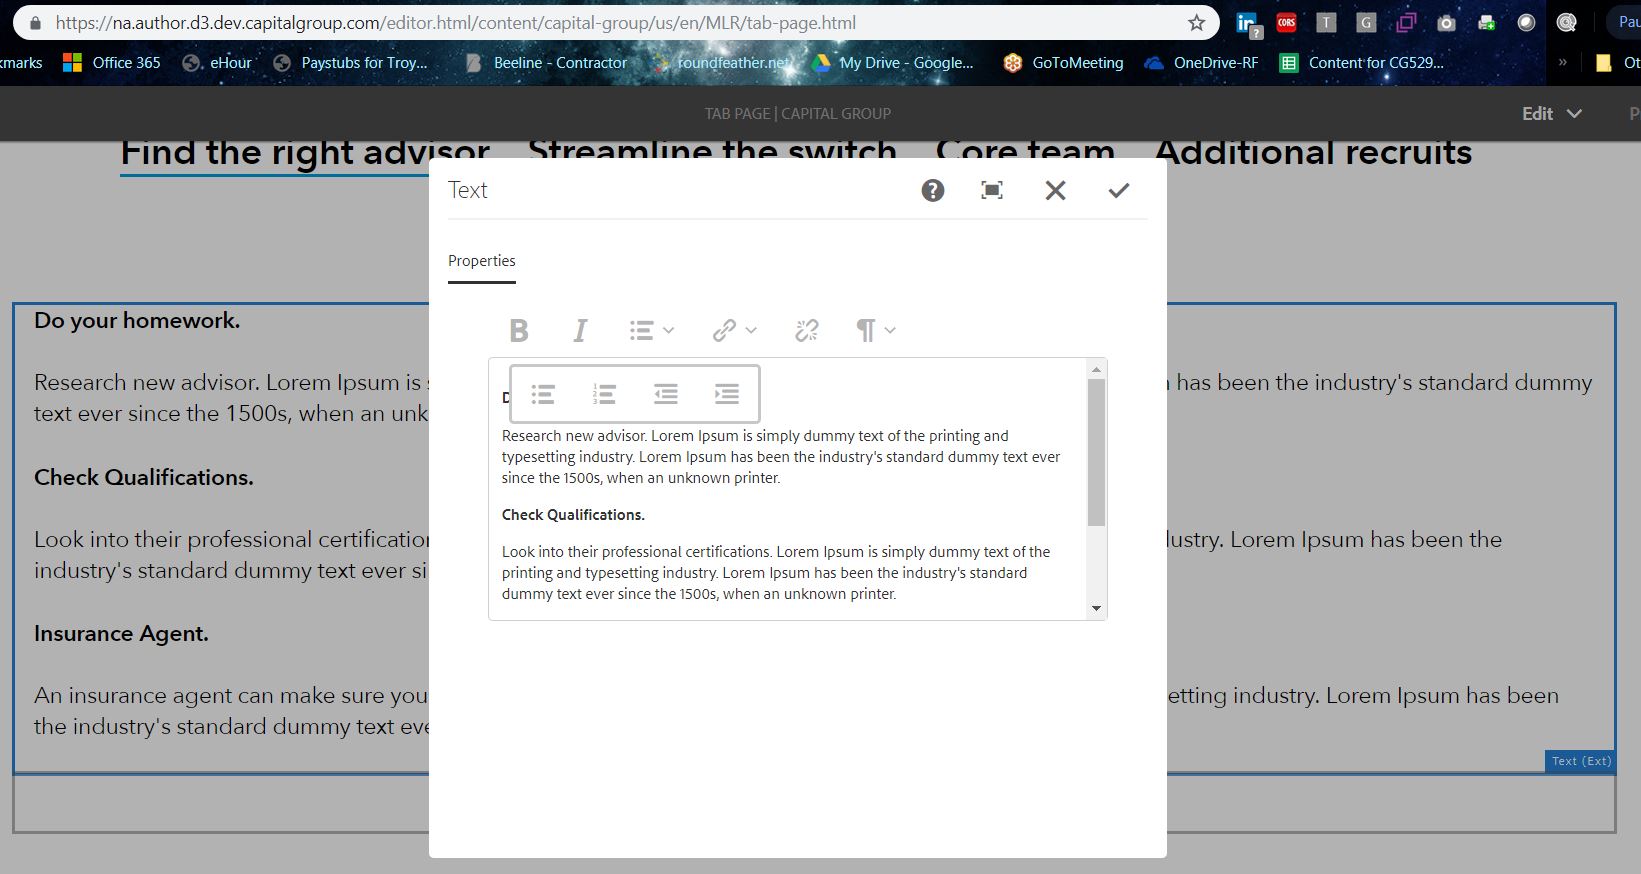 https://na.author.d3.dev.capitalgroup.com/editor.html/content/capital-group/us/en/MLR/tab-page.html
in ? CORS T G Pau
kmarks Office 365 eHour Paystubs for Troy... Beeline - Contractor roundfeather.net My Drive - Google... GoToMeeting OneDrive-RF Content for CG529... » Ot
TAB PAGE | CAPITAL GROUP Edit P
Find the right advisor Streamline the switch Core team Additional recruits
Text
Properties
B I
1
2
3
D
Research new advisor. Lorem Ipsum is simply dummy text of the printing and
typesetting industry. Lorem Ipsum has been the industry's standard dummy text ever
since the 1500s, when an unknown printer.
Check Qualifications.
Look into their professional certifications. Lorem Ipsum is simply dummy text of the
printing and typesetting industry. Lorem Ipsum has been the industry's standard
dummy text ever since the 1500s, when an unknown printer.
Do your homework.
Research new advisor. Lorem Ipsum is has been the industry's standard dummy
text ever since the 1500s, when an unk
Check Qualifications.
Look into their professional certification lustry. Lorem Ipsum has been the
industry's standard dummy text ever si
Insurance Agent.
An insurance agent can make sure you etting industry. Lorem Ipsum has been
the industry's standard dummy text eve
Text (Ext)